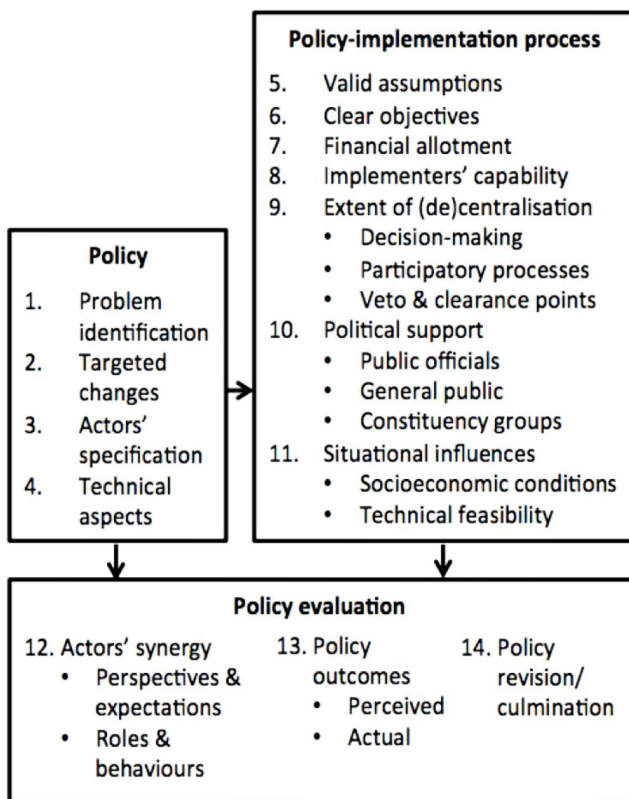 Policy
1. Problem
identification
2. Targeted
changes
3. Actors'
specification
4. Technical
aspects
Policy-implementation process
5. Valid assumptions
6. Clear objectives
7. Financial allotment
8. Implementers' capability
9. Extent of (de)centralisation
• Decision-making
• Participatory processes
• Veto & clearance points
10. Political support
• Public officials
• General public
• Constituency groups
11. Situational influences
• Socioeconomic conditions
• Technical feasibility
Policy evaluation
12. Actors' synergy
• Perspectives &
expectations
• Roles &
behaviours
13. Policy
outcomes
• Perceived
• Actual
14. Policy
revision/
culmination